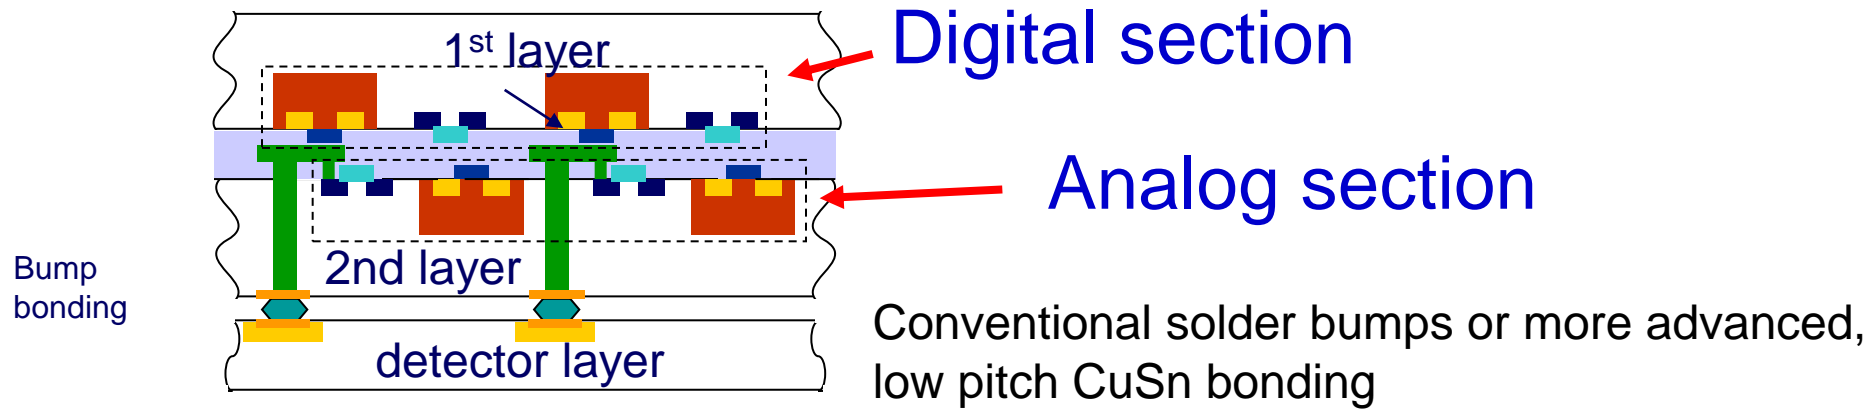 Digital section
1st layer
Analog section
2nd layer
Bump
bonding
Conventional solder bumps or more advanced,
low pitch CuSn bonding
detector layer